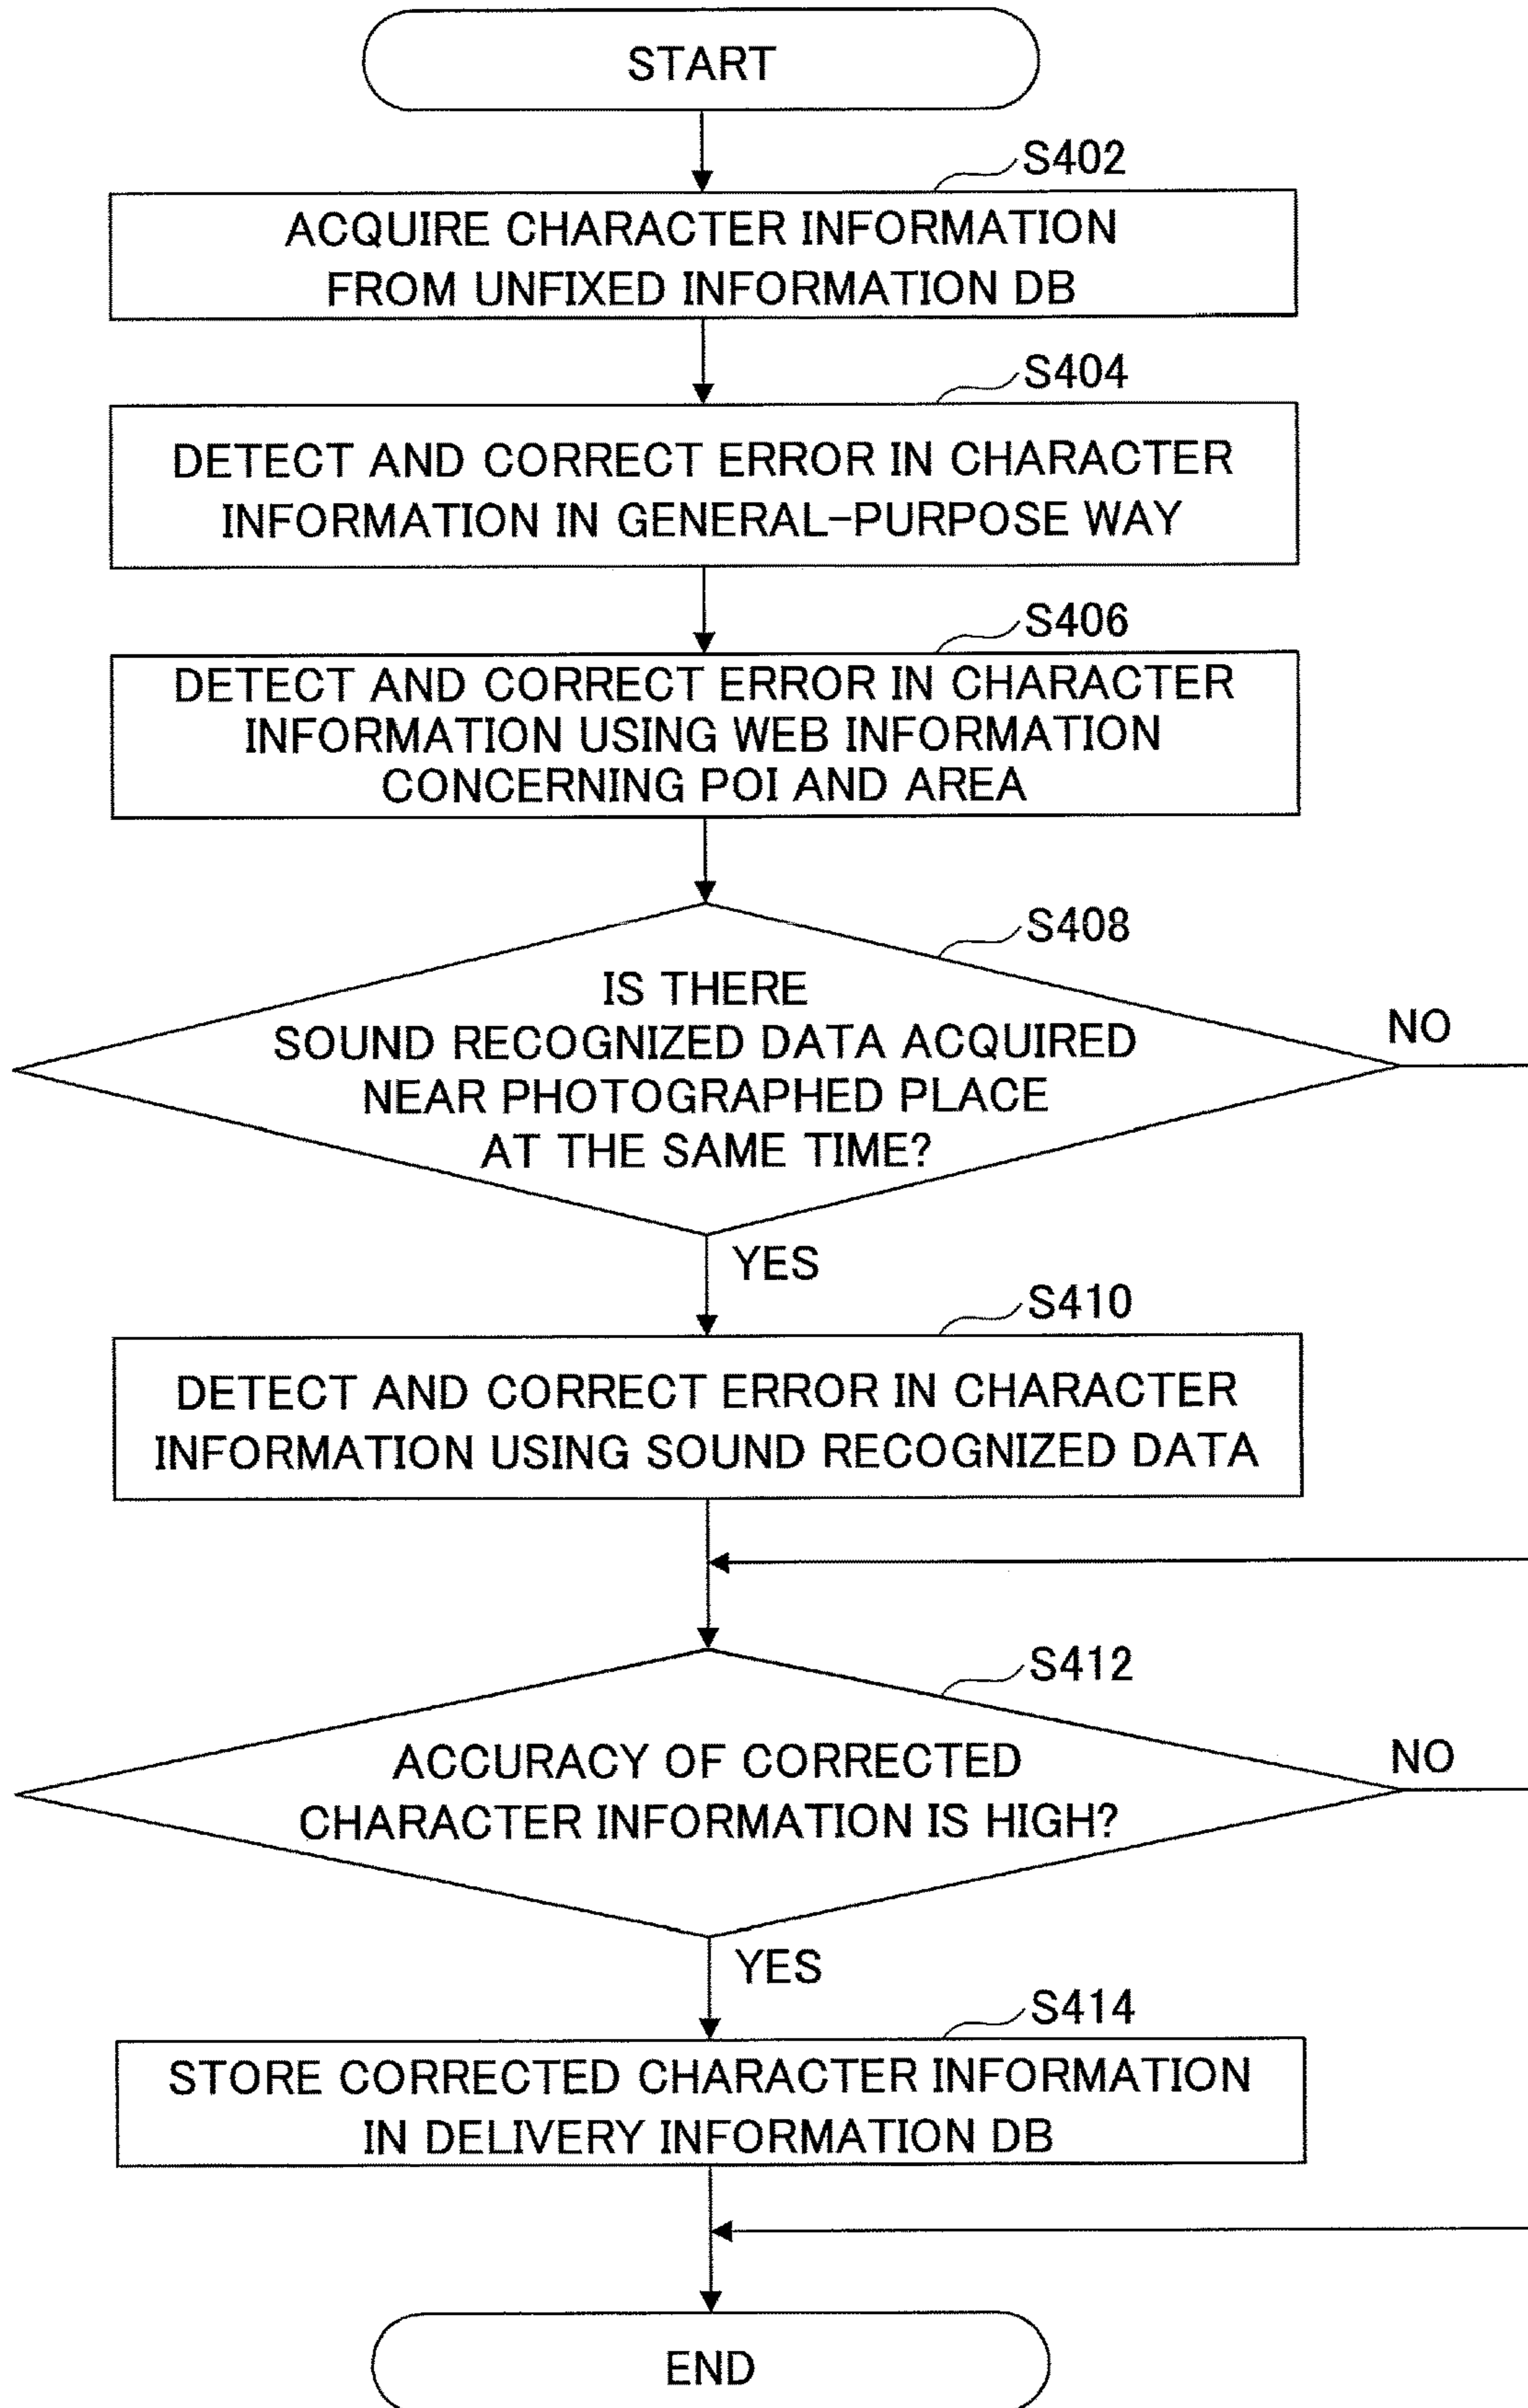 START
S402
ACQUIRE CHARACTER INFORMATION
FROM UNFIXED INFORMATION DB
S404
DETECT AND CORRECT ERROR IN CHARACTER
INFORMATION IN GENERAL-PURPOSE WAY
S406
DETECT AND CORRECT ERROR IN CHARACTER
INFORMATION USING WEB INFORMATION
CONCERNING POI AND AREA
S408
IS THERE
SOUND RECOGNIZED DATA ACQUIRED
NEAR PHOTOGRAPHED PLACE
AT THE SAME TIME?
NO
YES
S410
DETECT AND CORRECT ERROR IN CHARACTER
INFORMATION USING SOUND RECOGNIZED DATA
S412
ACCURACY OF CORRECTED
CHARACTER INFORMATION IS HIGH?
NO
YES
S414
STORE CORRECTED CHARACTER INFORMATION
IN DELIVERY INFORMATION DB
END